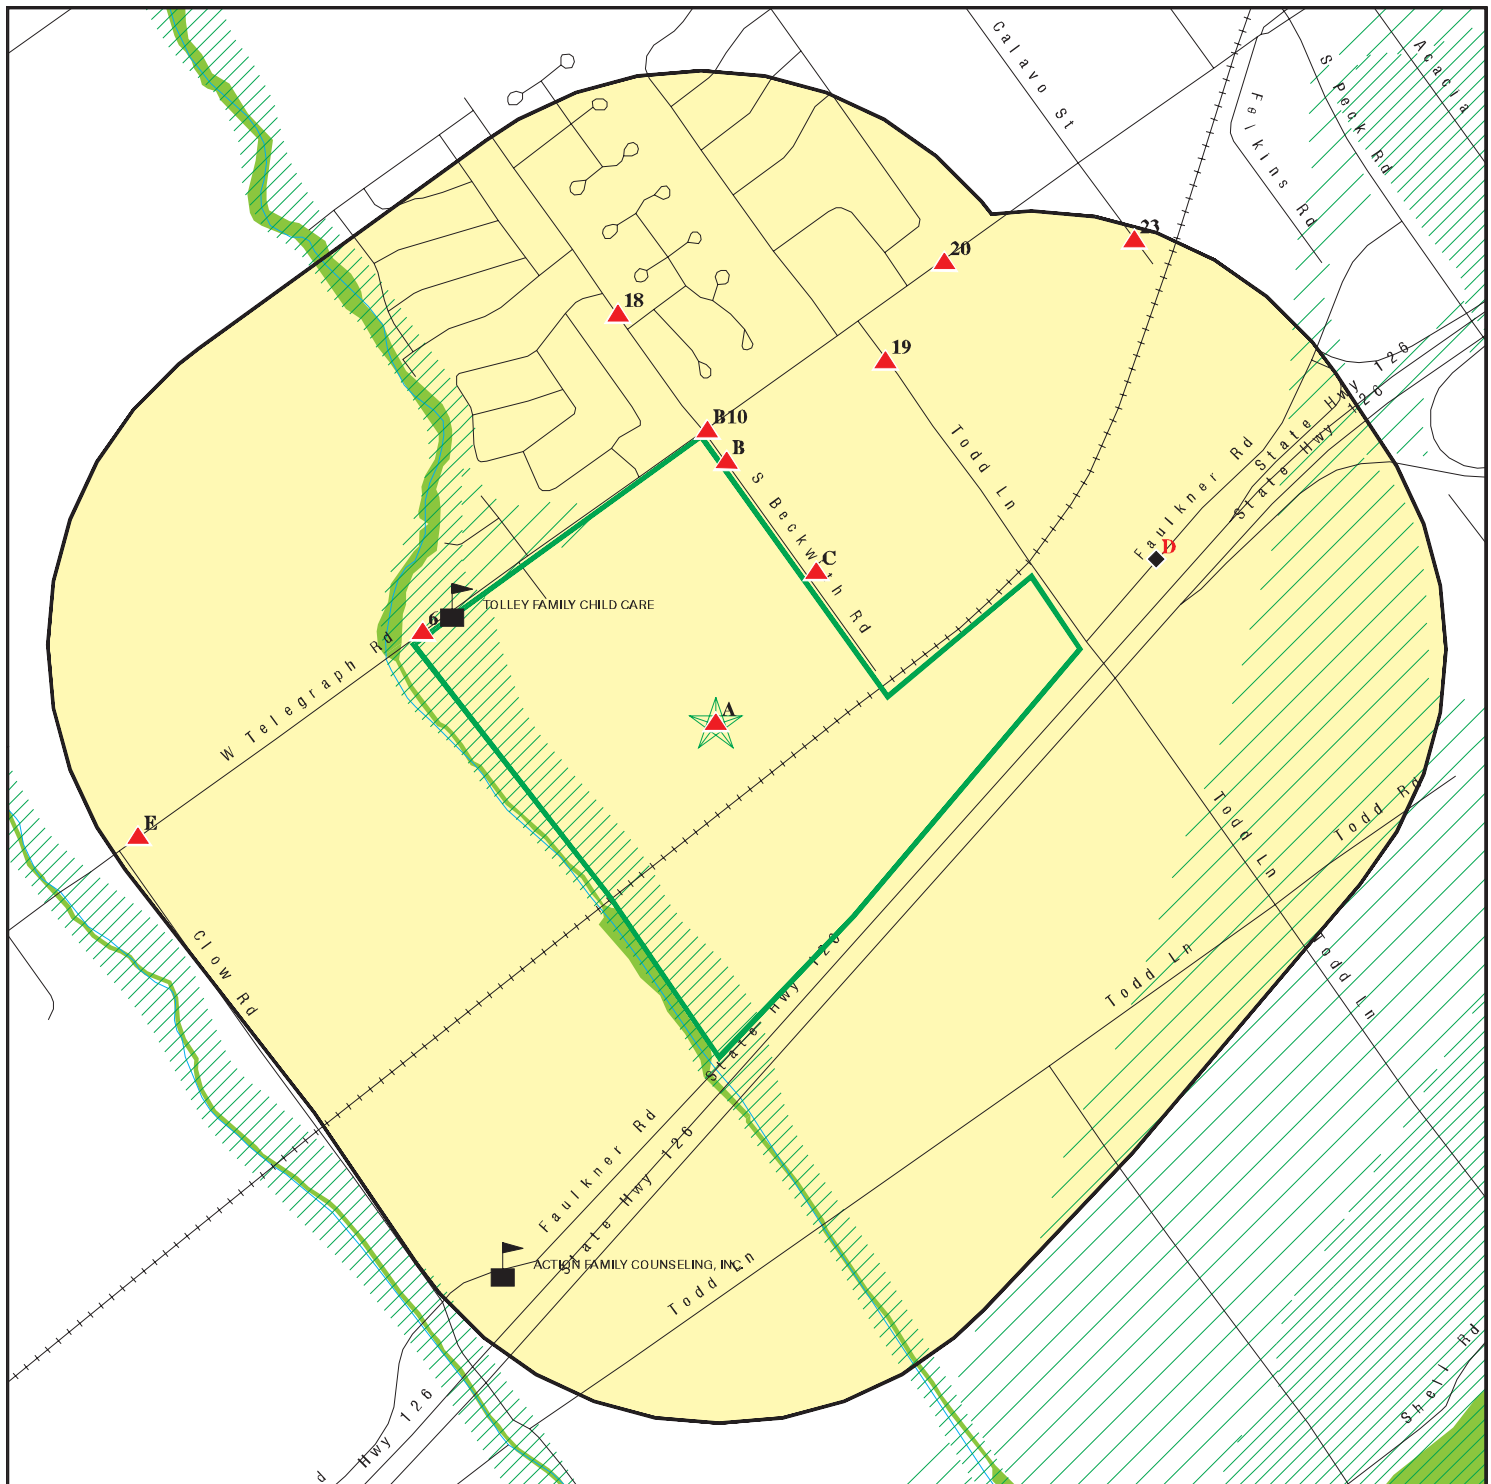 Calavo St
S Peck Rd
Acacia
Felkins Rd
23
20
18
19
State Hwy 126
State Hwy 126
B10
B
Todd Ln
Faulkner Rd
S Beckwith Rd
C
D
TOLLEY FAMILY CHILD CARE
6
W Telegraph Rd
A
E
Todd Ln
Todd Rd
Clow Rd
State Hwy 126
Todd Ln
Todd Ln
Faulkner Rd
State Hwy 126
ACTION FAMILY COUNSELING, INC.
Todd Ln
Shell Rd
Hwy 126
d